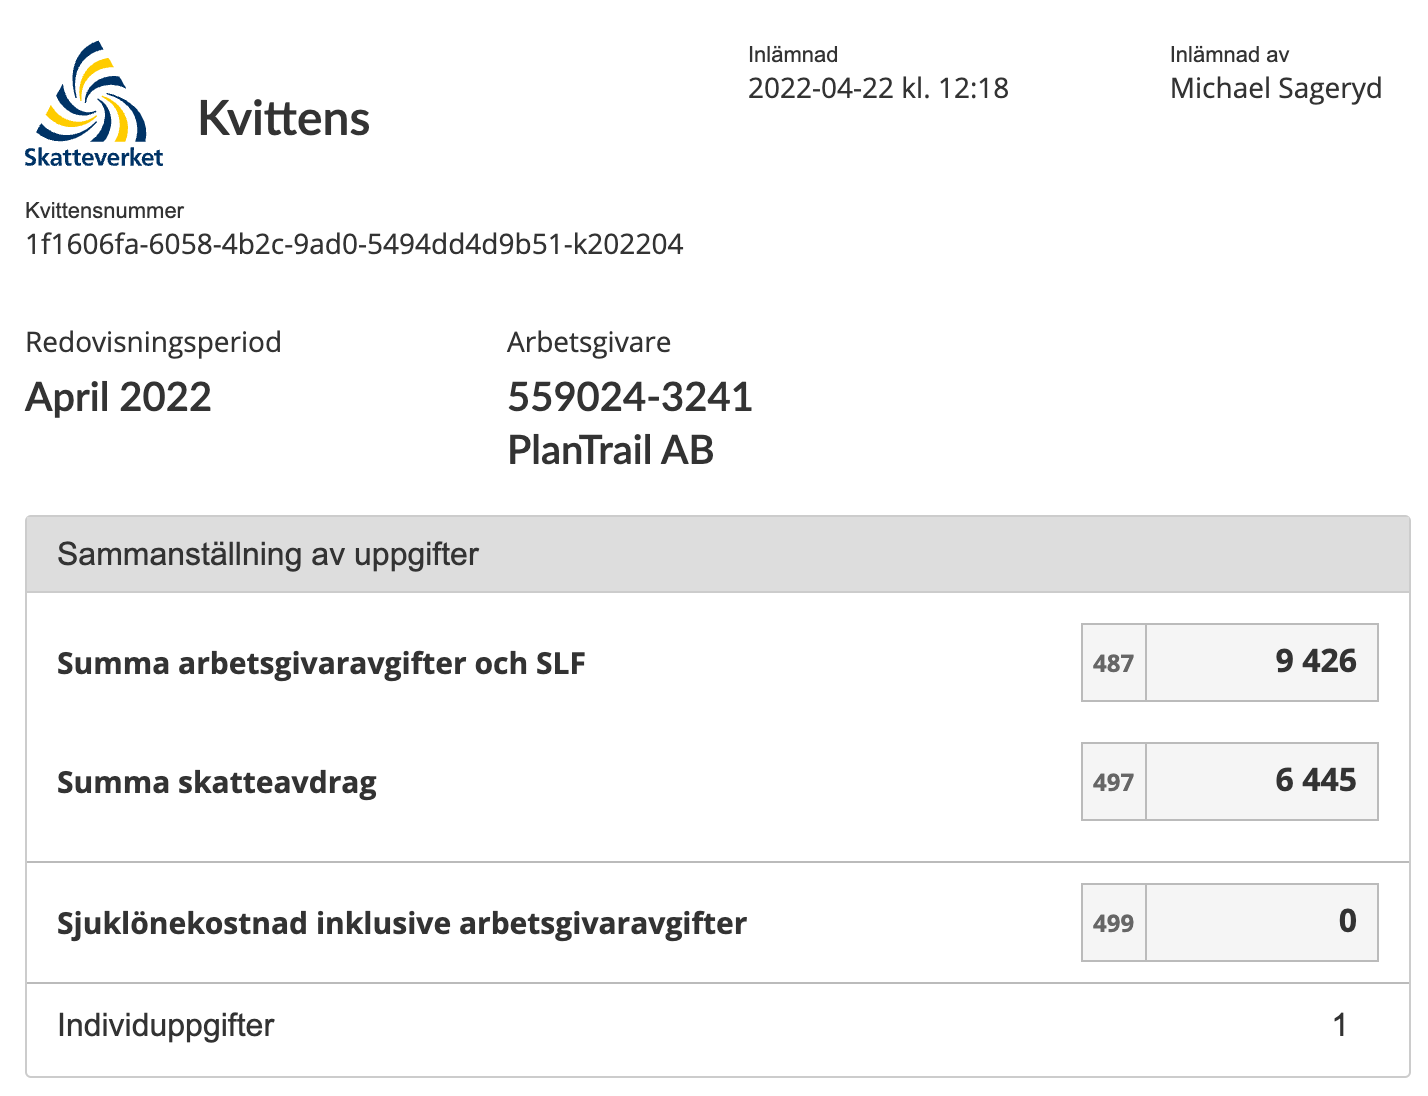 Skatteverket
Kvittens
Inlämnad
2022-04-22 kl. 12:18
Inlämnad av
Michael Sageryd
Kvittensnummer
1f1606fa-6058-4b2c-9ad0-5494dd4d9b51-k202204
Redovisningsperiod
April 2022
Arbetsgivare
559024-3241
PlanTrail AB
Sammanställning av uppgifter
Summa arbetsgivaravgifter och SLF 487 9 426
Summa skatteavdrag 497 6 445
Sjuklönekostnad inklusive arbetsgivaravgifter 499 0
Individuppgifter 1